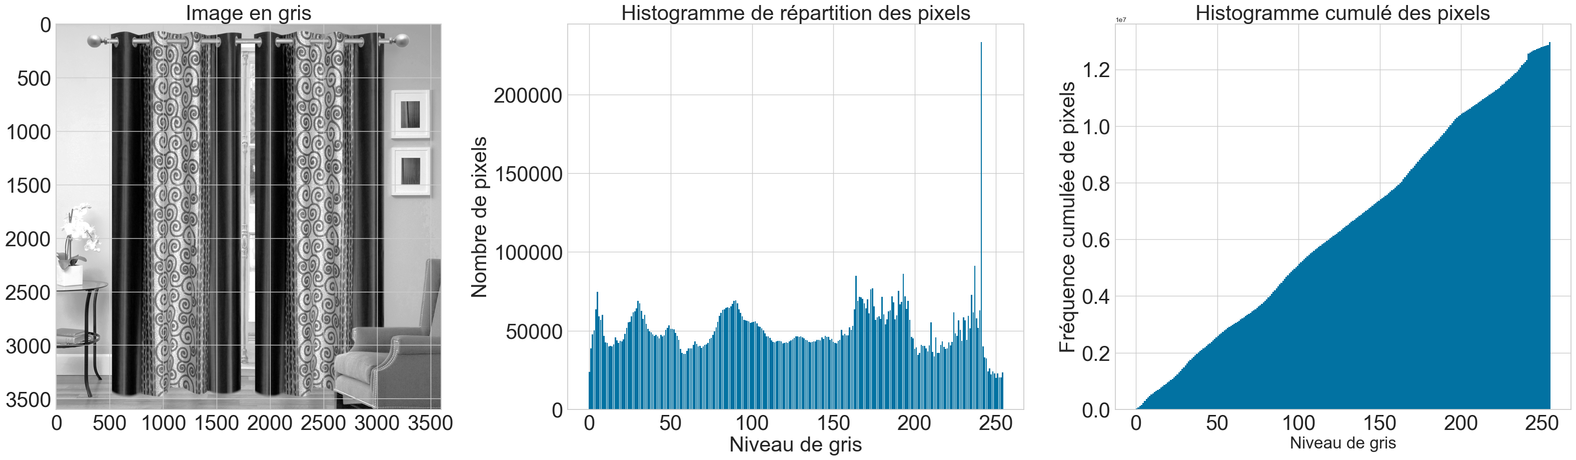 Image en gris
0
500
1000
1500
2000
2500
3000
3500
0 500 1000 1500 2000 2500 3000 3500
Histogramme de répartition des pixels
Nombre de pixels
200000
150000
100000
50000
0
0 50 100 150 200 250
Niveau de gris
Histogramme cumulé des pixels
1e7
Fréquence cumulée de pixels
1.2
1.0
0.8
0.6
0.4
0.2
0.0
0 50 100 150 200 250
Niveau de gris